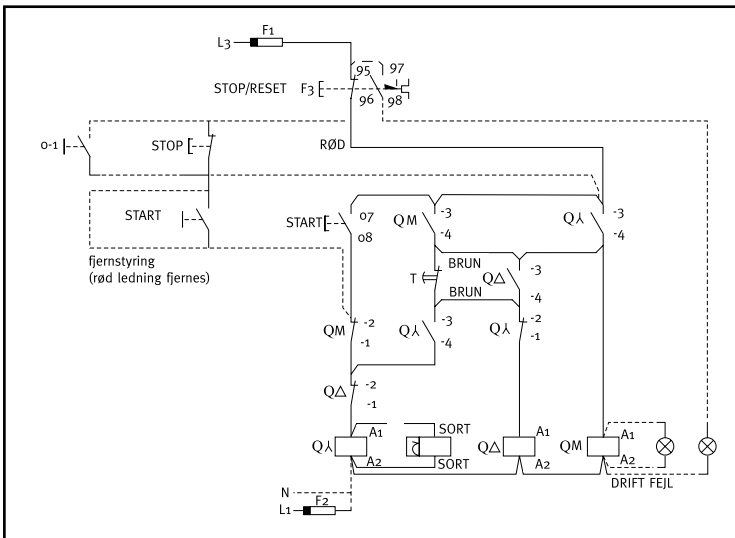 F1
L3
95 97
STOP/RESET F3
96 98
0-1 STOP RØD
START START 07 QM -3 Q⅄ -3
08 -4 -4
fjernstyring
(rød ledning fjernes)
BRUN -3
T Q△
BRUN -4
QM -2 Q⅄ -3 Q⅄ -2
-1 -4 -1
Q△ -2
-1
A1 SORT A1 A1
Q⅄ Q△ QM
A2 SORT A2 A2
DRIFT FEJL
N
F2
L1